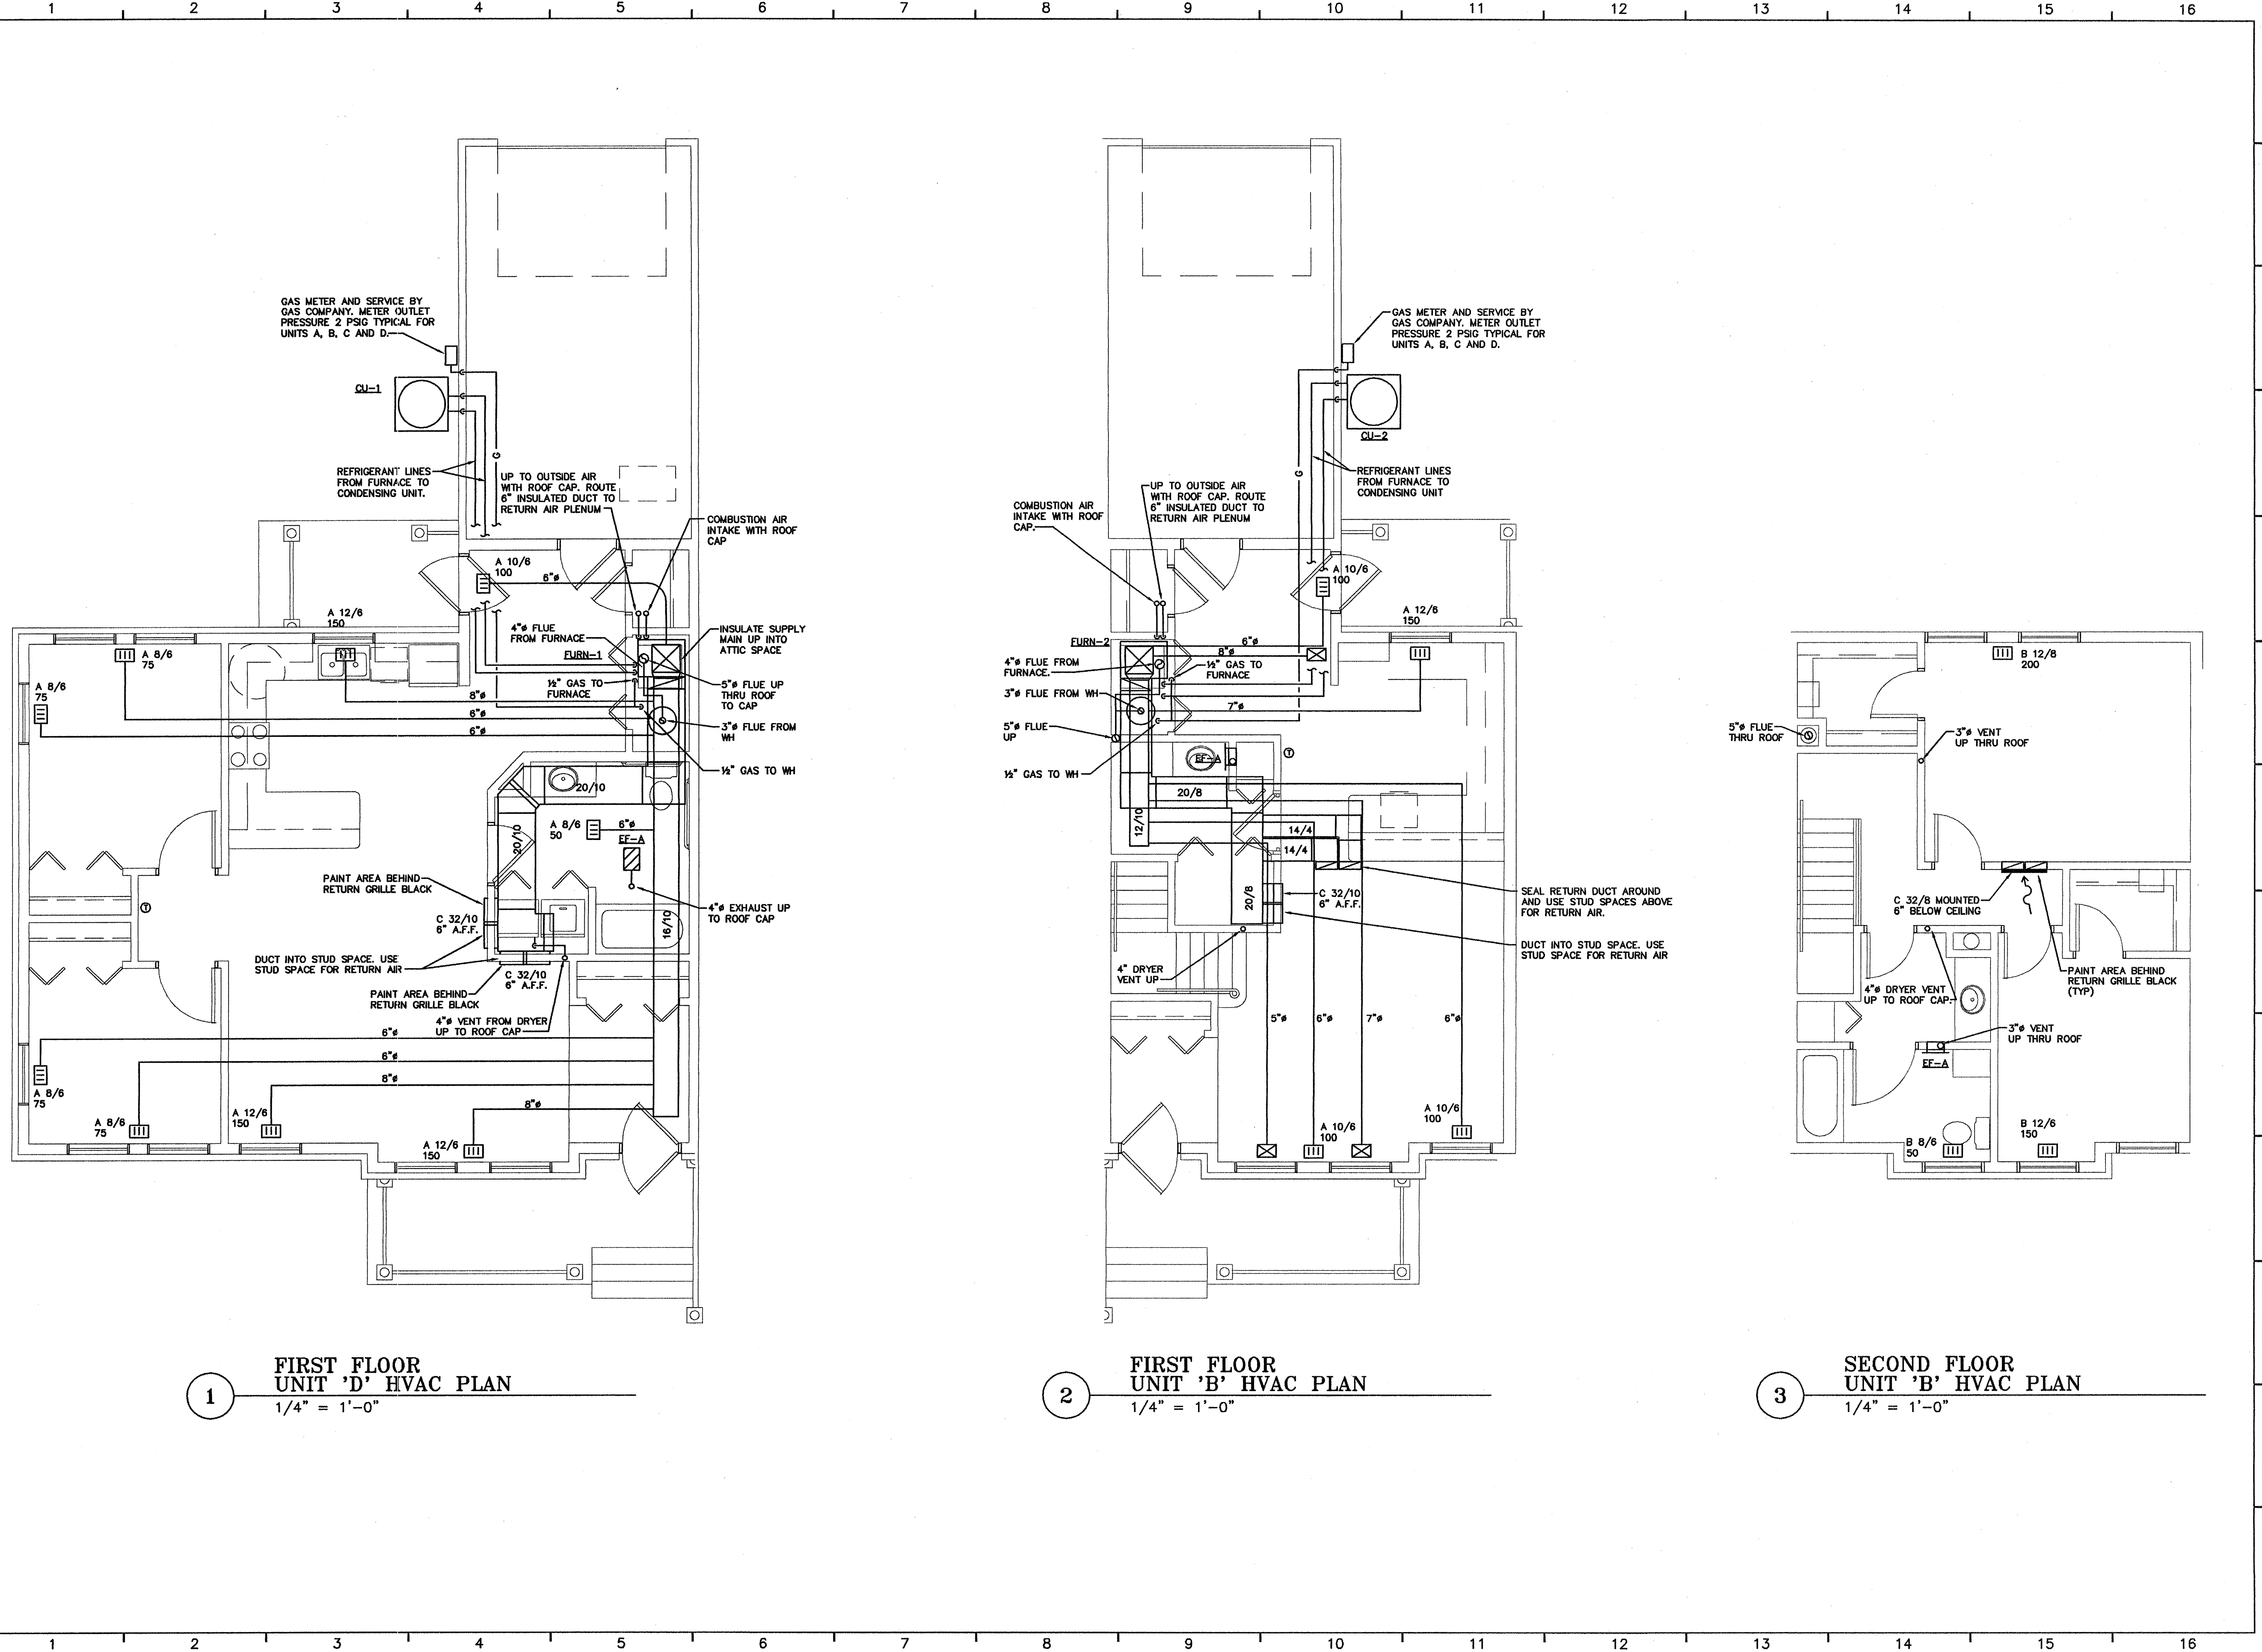 1 2 3 4 5 6 7 8 9 10 11 12 13 14 15 16
GAS METER AND SERVICE BY
GAS COMPANY. METER OUTLET
PRESSURE 2 PSIG TYPICAL FOR
UNITS A, B, C AND D.
CU-1
REFRIGERANT LINES
FROM FURNACE TO
CONDENSING UNIT.
G
UP TO OUTSIDE AIR
WITH ROOF CAP. ROUTE
6" INSULATED DUCT TO
RETURN AIR PLENUM
COMBUSTION AIR
INTAKE WITH ROOF
CAP
A 10/6
100
6"ø
A 12/6
150
4"ø FLUE
FROM FURNACE
INSULATE SUPPLY
MAIN UP INTO
ATTIC SPACE
FURN-1
A 8/6
75
A 8/6
75
½" GAS TO
FURNACE
5"ø FLUE UP
THRU ROOF
TO CAP
8"ø
6"ø
6"ø
3"ø FLUE FROM
WH
½" GAS TO WH
20/10
20/10
A 8/6
50
6"ø
EF-A
PAINT AREA BEHIND
RETURN GRILLE BLACK
T
C 32/10
6" A.F.F.
4"ø EXHAUST UP
TO ROOF CAP
16/10
DUCT INTO STUD SPACE. USE
STUD SPACE FOR RETURN AIR
C 32/10
6" A.F.F.
PAINT AREA BEHIND
RETURN GRILLE BLACK
4"ø VENT FROM DRYER
UP TO ROOF CAP
6"ø
6"ø
8"ø
8"ø
A 8/6
75
A 8/6
75
A 12/6
150
A 12/6
150
1
FIRST FLOOR
UNIT 'D' HVAC PLAN
1/4" = 1'-0"
GAS METER AND SERVICE BY
GAS COMPANY. METER OUTLET
PRESSURE 2 PSIG TYPICAL FOR
UNITS A, B, C AND D.
CU-2
REFRIGERANT LINES
FROM FURNACE TO
CONDENSING UNIT
G
UP TO OUTSIDE AIR
WITH ROOF CAP. ROUTE
6" INSULATED DUCT TO
RETURN AIR PLENUM
COMBUSTION AIR
INTAKE WITH ROOF
CAP.
A 10/6
100
A 12/6
150
FURN-2
6"ø
8"ø
4"ø FLUE FROM
FURNACE.
½" GAS TO
FURNACE
3"ø FLUE FROM WH
7"ø
5"ø FLUE
UP
EF-A
T
½" GAS TO WH
20/8
12/10
14/4
14/4
20/8
C 32/10
6" A.F.F.
SEAL RETURN DUCT AROUND
AND USE STUD SPACES ABOVE
FOR RETURN AIR.
DUCT INTO STUD SPACE. USE
STUD SPACE FOR RETURN AIR
4" DRYER
VENT UP
5"ø
6"ø
7"ø
6"ø
A 10/6
100
A 10/6
100
2
FIRST FLOOR
UNIT 'B' HVAC PLAN
1/4" = 1'-0"
B 12/8
200
5"ø FLUE
THRU ROOF
3"ø VENT
UP THRU ROOF
C 32/8 MOUNTED
6" BELOW CEILING
PAINT AREA BEHIND
RETURN GRILLE BLACK
(TYP)
4"ø DRYER VENT
UP TO ROOF CAP.
3"ø VENT
UP THRU ROOF
EF-A
B 8/6
50
B 12/6
150
3
SECOND FLOOR
UNIT 'B' HVAC PLAN
1/4" = 1'-0"
1 2 3 4 5 6 7 8 9 10 11 12 13 14 15 16